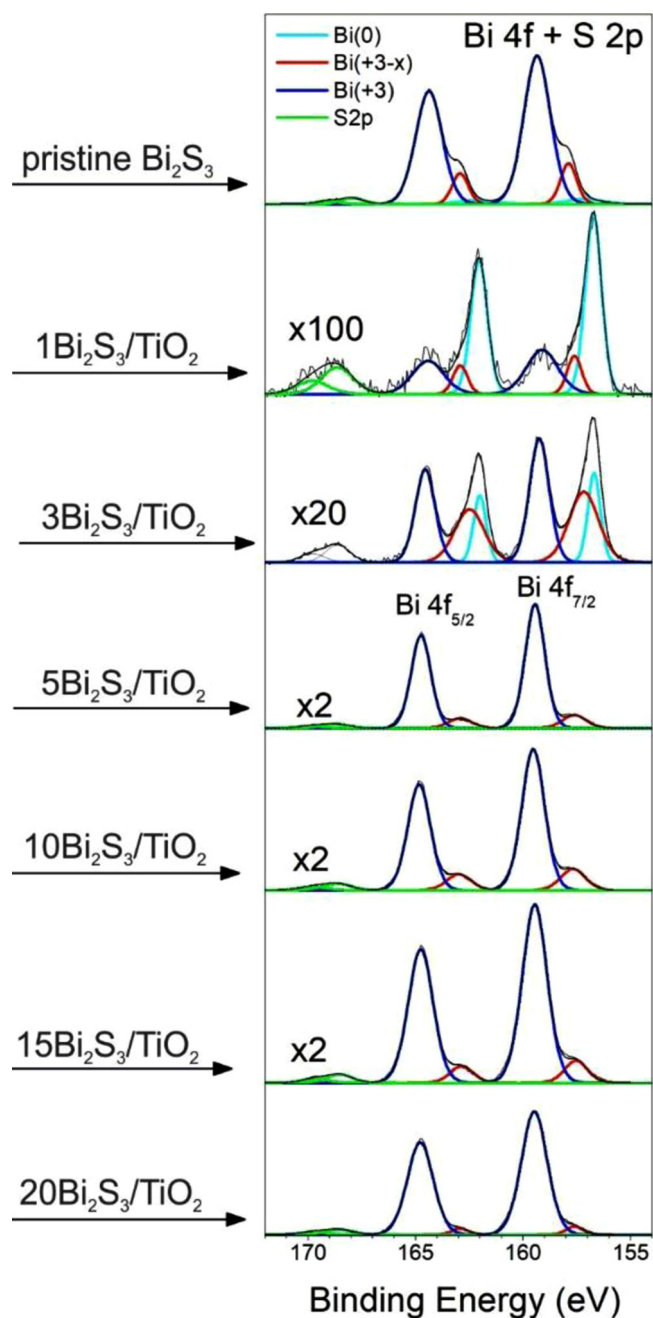 Bi(0)
Bi(+3-x)
Bi(+3)
S2p
Bi 4f + S 2p
pristine Bi₂S₃
1Bi₂S₃/TiO₂
x100
3Bi₂S₃/TiO₂
x20
Bi 4f₅/₂
Bi 4f₇/₂
5Bi₂S₃/TiO₂
x2
10Bi₂S₃/TiO₂
x2
15Bi₂S₃/TiO₂
x2
20Bi₂S₃/TiO₂
170 165 160 155
Binding Energy (eV)